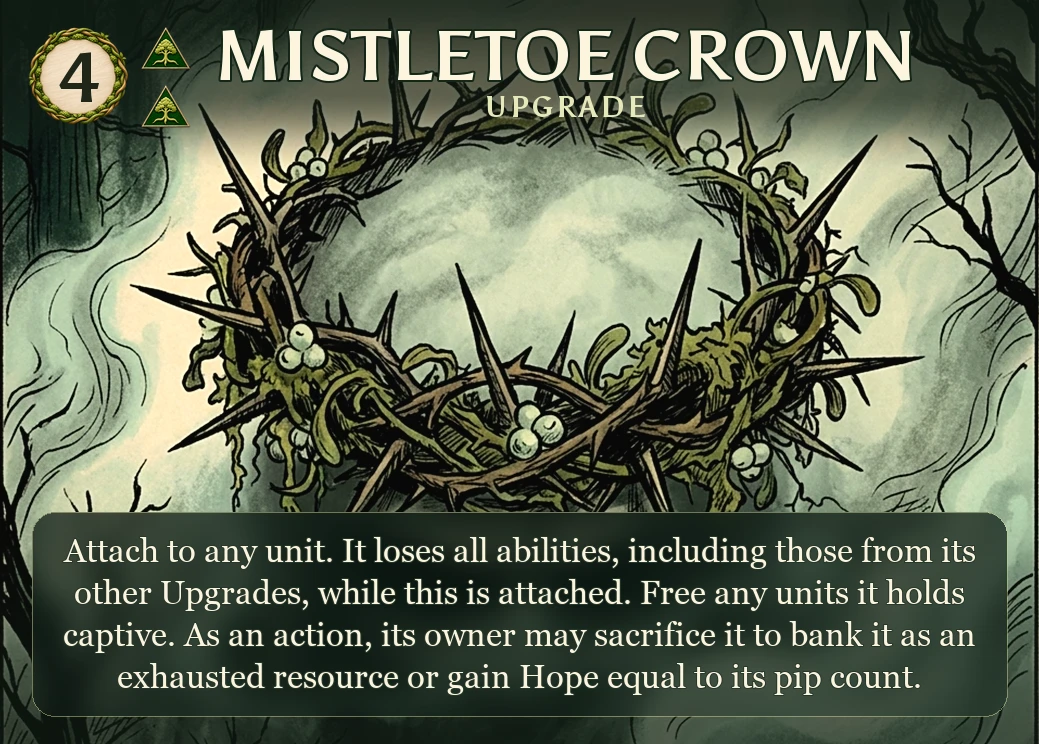 4
MISTLETOE CROWN
UPGRADE
Attach to any unit. It loses all abilities, including those from its
other Upgrades, while this is attached. Free any units it holds
captive. As an action, its owner may sacrifice it to bank it as an
exhausted resource or gain Hope equal to its pip count.